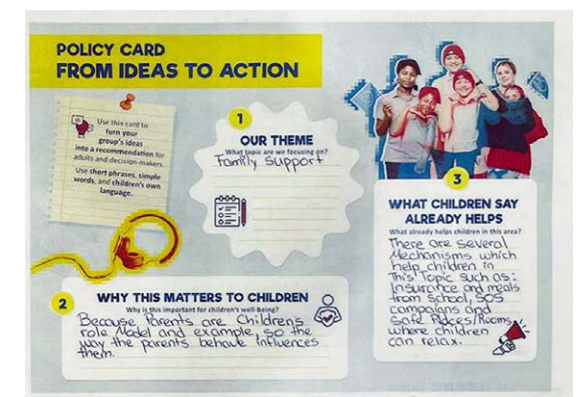 POLICY CARD
FROM IDEAS TO ACTION
Use this card to
turn your
group's ideas
into a recommendation for
adults and decision-makers.
Use short phrases, simple
words, and children's own
language.
1
OUR THEME
What topic are we focusing on?
Family support
2
WHY THIS MATTERS TO CHILDREN
Why is this important for children's well-being?
Because Parents are Children's
role Model and example, so the
way the parents behave influences
them.
3
WHAT CHILDREN SAY
ALREADY HELPS
What already helps children in this area?
There are several
Mechanisms which
help children in
This Topic such as:
Insurance and meals
from School, SOS
campaigns and
Safe Places/Rooms
where Children
can relax.